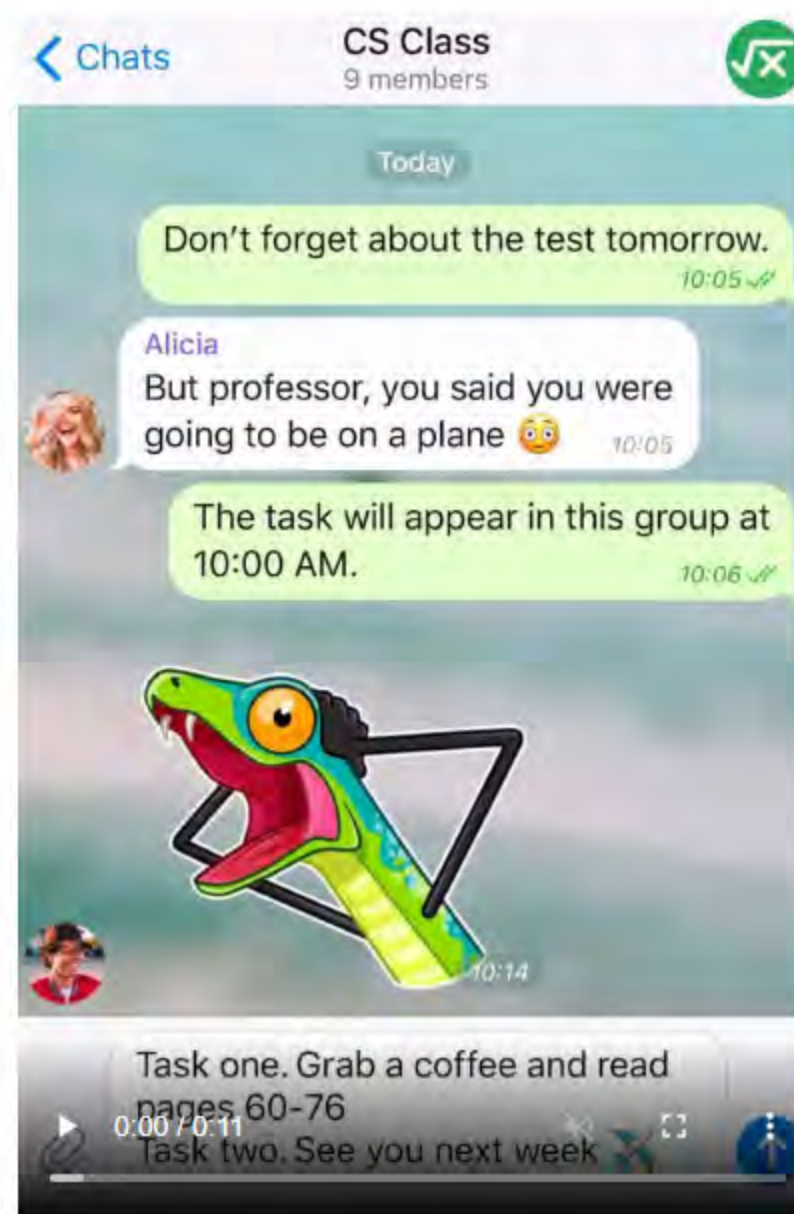 Chats
CS Class
9 members
√x
Today
Don't forget about the test tomorrow.
10:05
Alicia
But professor, you said you were
going to be on a plane 😳 10:05
The task will appear in this group at
10:00 AM. 10:06
10:14
Task one. Grab a coffee and read
pages 60-76
0:00 / 0:11
Task two. See you next week ✈️